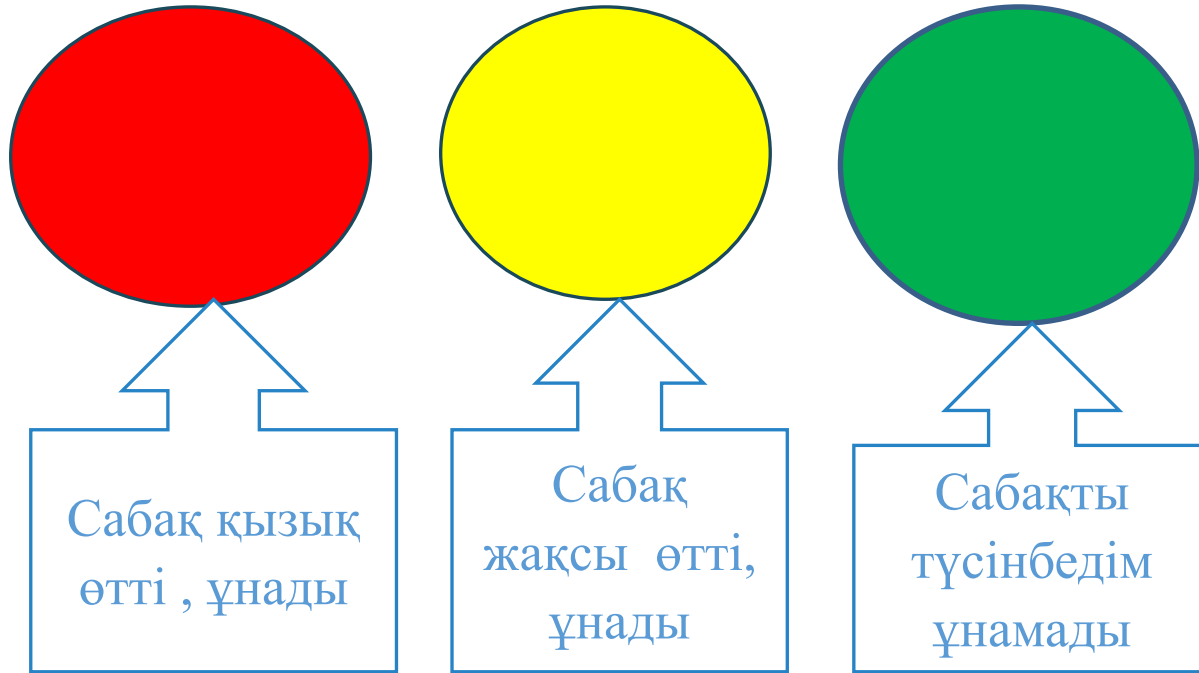 Сабақ қызық
өтті , ұнады
Сабақ
жақсы өтті,
ұнады
Сабақты
түсінбедім
ұнамады